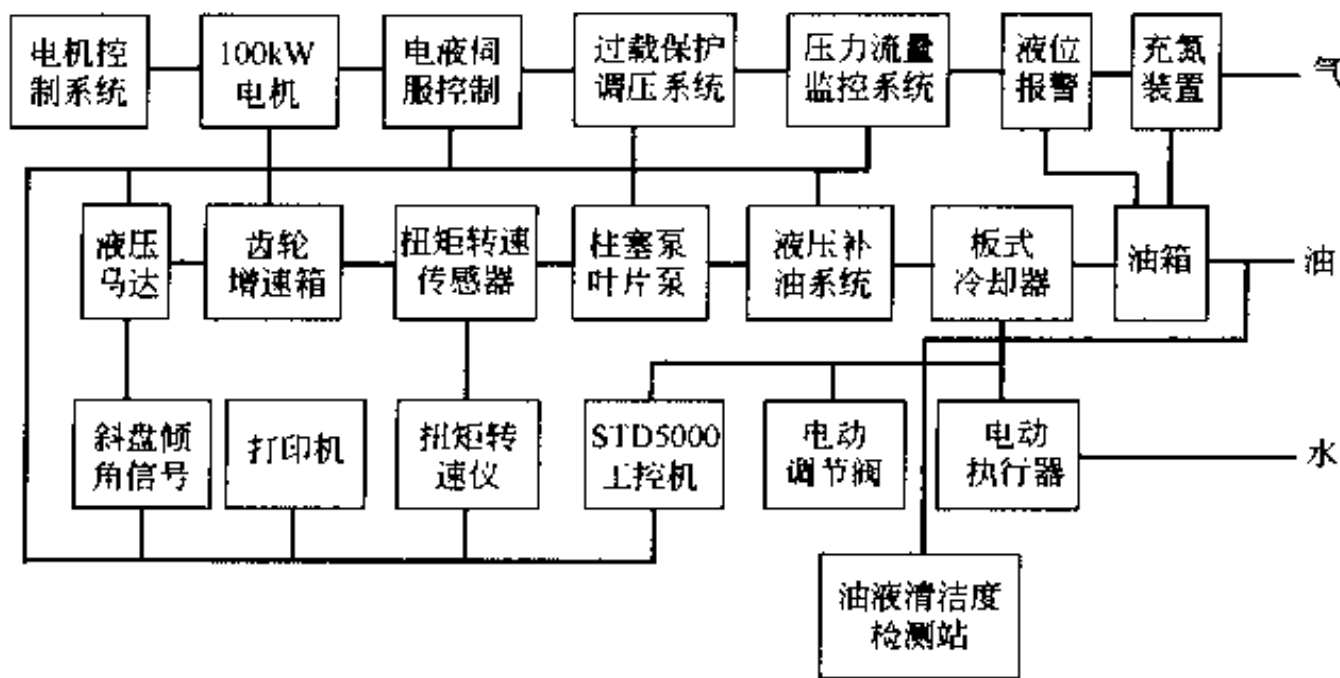 电机控
制系统
100kW
电机
电液伺
服控制
过载保护
调压系统
压力流量
监控系统
液位
报警
充氮
装置
气
液压
马达
齿轮
增速箱
扭矩转速
传感器
柱塞泵
叶片泵
液压补
油系统
板式
冷却器
油箱
油
斜盘倾
角信号
打印机
扭矩转
速仪
STD5000
工控机
电动
调节阀
电动
执行器
水
油液清洁度
检测站